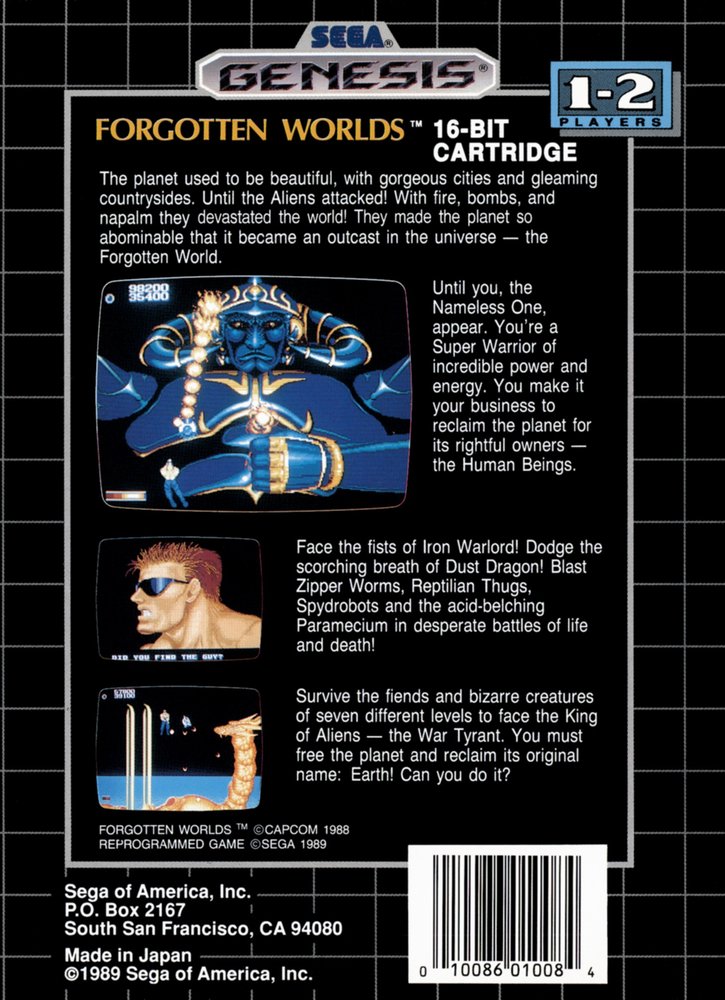 SEGA®
GENESIS®
1-2
PLAYERS
FORGOTTEN WORLDS™ 16-BIT
CARTRIDGE
The planet used to be beautiful, with gorgeous cities and gleaming
countrysides. Until the Aliens attacked! With fire, bombs, and
napalm they devastated the world! They made the planet so
abominable that it became an outcast in the universe — the
Forgotten World.
98200
35400
Until you, the
Nameless One,
appear. You're a
Super Warrior of
incredible power and
energy. You make it
your business to
reclaim the planet for
its rightful owners —
the Human Beings.
DID YOU FIND THE GUY?
Face the fists of Iron Warlord! Dodge the
scorching breath of Dust Dragon! Blast
Zipper Worms, Reptilian Thugs,
Spydrobots and the acid-belching
Paramecium in desperate battles of life
and death!
Survive the fiends and bizarre creatures
of seven different levels to face the King
of Aliens — the War Tyrant. You must
free the planet and reclaim its original
name: Earth! Can you do it?
FORGOTTEN WORLDS ™ ©CAPCOM 1988
REPROGRAMMED GAME ©SEGA 1989
Sega of America, Inc.
P.O. Box 2167
South San Francisco, CA 94080
Made in Japan
©1989 Sega of America, Inc.
0 10086 01008 4